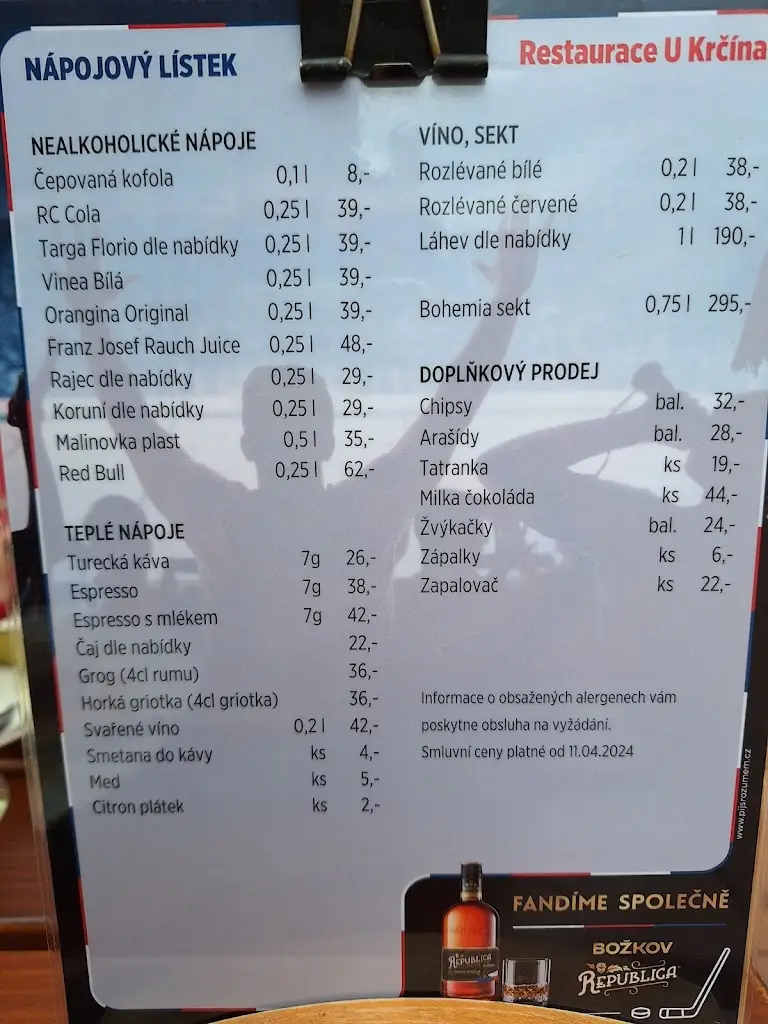 NÁPOJOVÝ LÍSTEK
Restaurace U Krčína
NEALKOHOLICKÉ NÁPOJE
Čepovaná kofola 0,1 l 8,-
RC Cola 0,25 l 39,-
Targa Florio dle nabídky 0,25 l 39,-
Vinea Bílá 0,25 l 39,-
Orangina Original 0,25 l 39,-
Franz Josef Rauch Juice 0,25 l 48,-
Rajec dle nabídky 0,25 l 29,-
Koruní dle nabídky 0,25 l 29,-
Malinovka plast 0,5 l 35,-
Red Bull 0,25 l 62,-
TEPLÉ NÁPOJE
Turecká káva 7g 26,-
Espresso 7g 38,-
Espresso s mlékem 7g 42,-
Čaj dle nabídky 22,-
Grog (4cl rumu) 36,-
Horká griotka (4cl griotka) 36,-
Svařené víno 0,2 l 42,-
Smetana do kávy ks 4,-
Med ks 5,-
Citron plátek ks 2,-
VÍNO, SEKT
Rozlévané bílé 0,2 l 38,-
Rozlévané červené 0,2 l 38,-
Láhev dle nabídky 1 l 190,-
Bohemia sekt 0,75 l 295,-
DOPLŇKOVÝ PRODEJ
Chipsy bal. 32,-
Arašídy bal. 28,-
Tatranka ks 19,-
Milka čokoláda ks 44,-
Žvýkačky bal. 24,-
Zápalky ks 6,-
Zapalovač ks 22,-
Informace o obsažených alergenech vám
poskytne obsluha na vyžádání.
Smluvní ceny platné od 11.04.2024
www.pijsrozumem.cz
FANDÍME SPOLEČNĚ
BOŽKOV
REPUBLICA
REPUBLICA